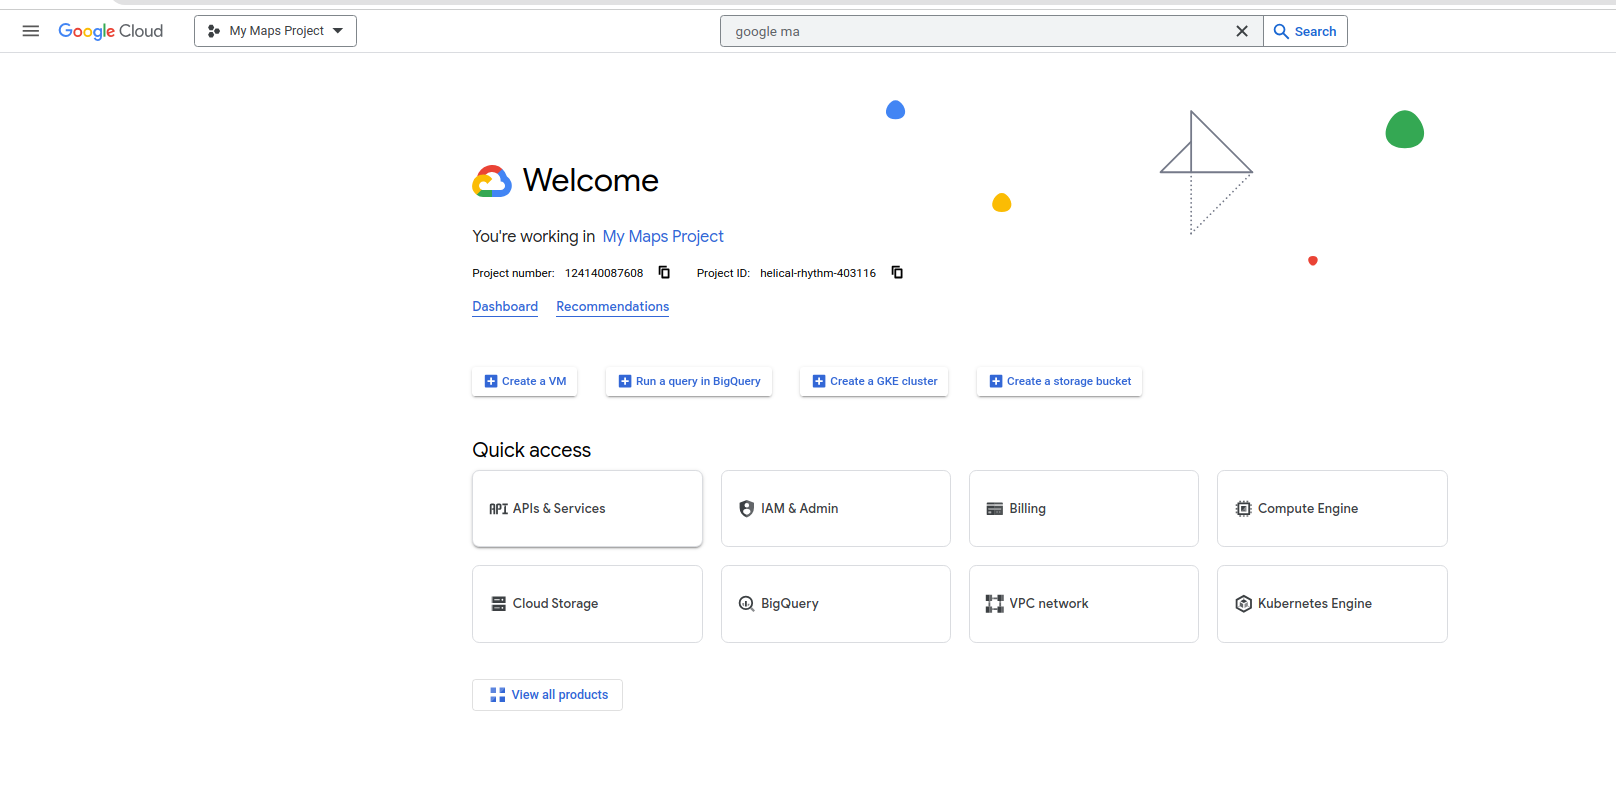 Google Cloud My Maps Project google ma Search
Welcome
You're working in My Maps Project
Project number: 124140087608 Project ID: helical-rhythm-403116
Dashboard Recommendations
Create a VM Run a query in BigQuery Create a GKE cluster Create a storage bucket
Quick access
API APIs & Services IAM & Admin Billing Compute Engine
Cloud Storage BigQuery VPC network Kubernetes Engine
View all products